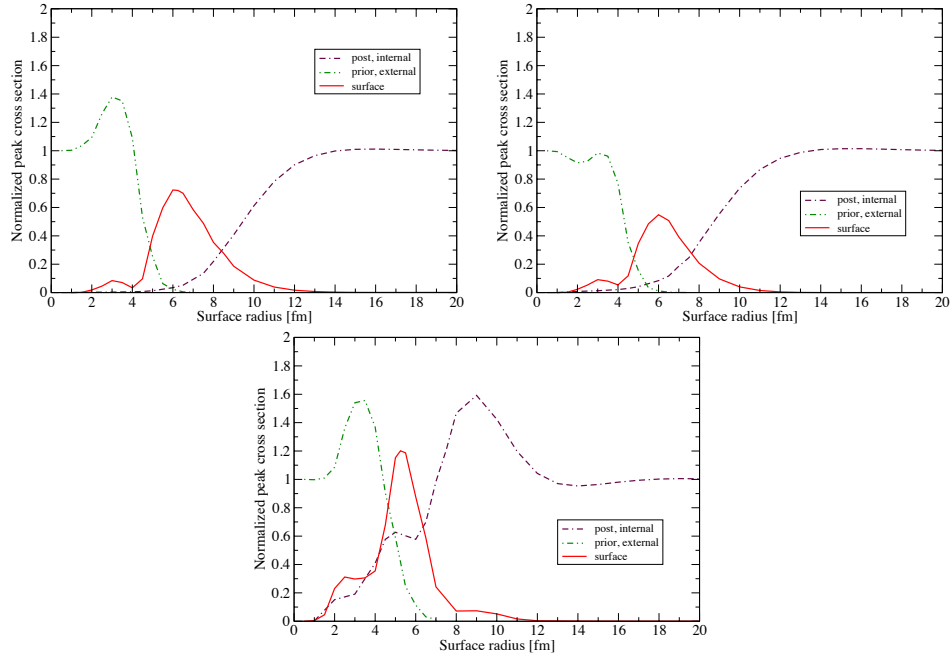 2
1.8
1.6
1.4
1.2
1
0.8
0.6
0.4
0.2
0
Normalized peak cross section
post, internal
prior, external
surface
0 2 4 6 8 10 12 14 16 18 20
Surface radius [fm]
2
1.8
1.6
1.4
1.2
1
0.8
0.6
0.4
0.2
0
Normalized peak cross section
post, internal
prior, external
surface
0 2 4 6 8 10 12 14 16 18 20
Surface radius [fm]
2
1.8
1.6
1.4
1.2
1
0.8
0.6
0.4
0.2
0
Normalized peak cross section
post, internal
prior, external
surface
0 2 4 6 8 10 12 14 16 18 20
Surface radius [fm]